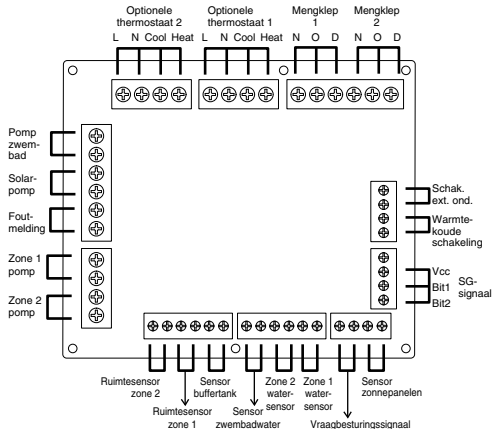 Optionele thermostaat 2
Optionele thermostaat 1
Mengklep 1
Mengklep 2
L N Cool Heat
L N Cool Heat
N O D
N O D
Pomp zwem-bad
Solar-pomp
Fout-melding
Zone 1 pomp
Zone 2 pomp
Schak. ext. ond.
Warmte-koude schakeling
Vcc
Bit1
Bit2
SG-signaal
Ruimtesensor zone 2
Ruimtesensor zone 1
Sensor buffertank
Sensor zwembadwater
Zone 2 water-sensor
Zone 1 water-sensor
Sensor zonnepanelen
Vraagbesturingssignaal